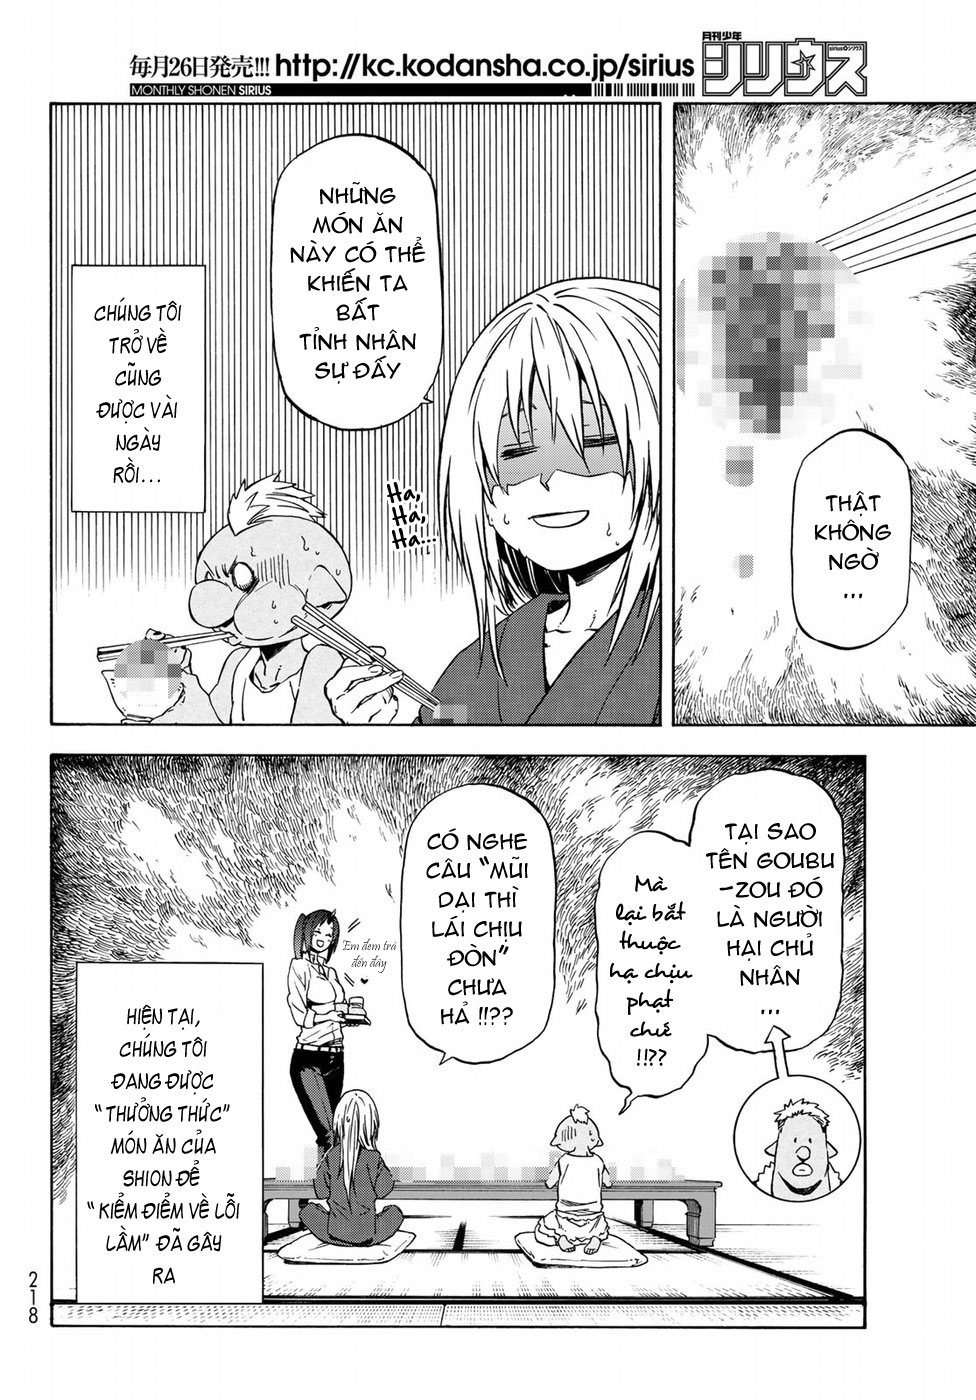 毎月26日発売!!! http://kc.kodansha.co.jp/sirius
MONTHLY SHONEN SIRIUS
月刊少年
sirius シリウス
シリウス
THẬT
KHÔNG
NGỜ
...
NHỮNG
MÓN ĂN
NÀY CÓ THỂ
KHIẾN TA
BẤT
TỈNH NHÂN
SỰ ĐẤY
Ha,
Ha,
Ha...
CHÚNG TÔI
TRỞ VỀ
CŨNG
ĐƯỢC VÀI
NGÀY
RỒI...
TẠI SAO
TÊN GOUBU
-ZOU ĐÓ
LÀ NGƯỜI
HẠI CHỦ
NHÂN
...
Mà
lại bắt
thuộc
hạ chịu
phạt
chứ
!!??
CÓ NGHE
CÂU "MŨI
DẠI THÌ
LÁI CHỊU
ĐÒN"
CHƯA
HẢ !!??
Em đem trà
đến đây
HIỆN TẠI,
CHÚNG TÔI
ĐANG ĐƯỢC
"THƯỞNG THỨC"
MÓN ĂN CỦA
SHION ĐỂ
"KIỂM ĐIỂM VỀ LỖI
LẦM" ĐÃ GÂY
RA
218